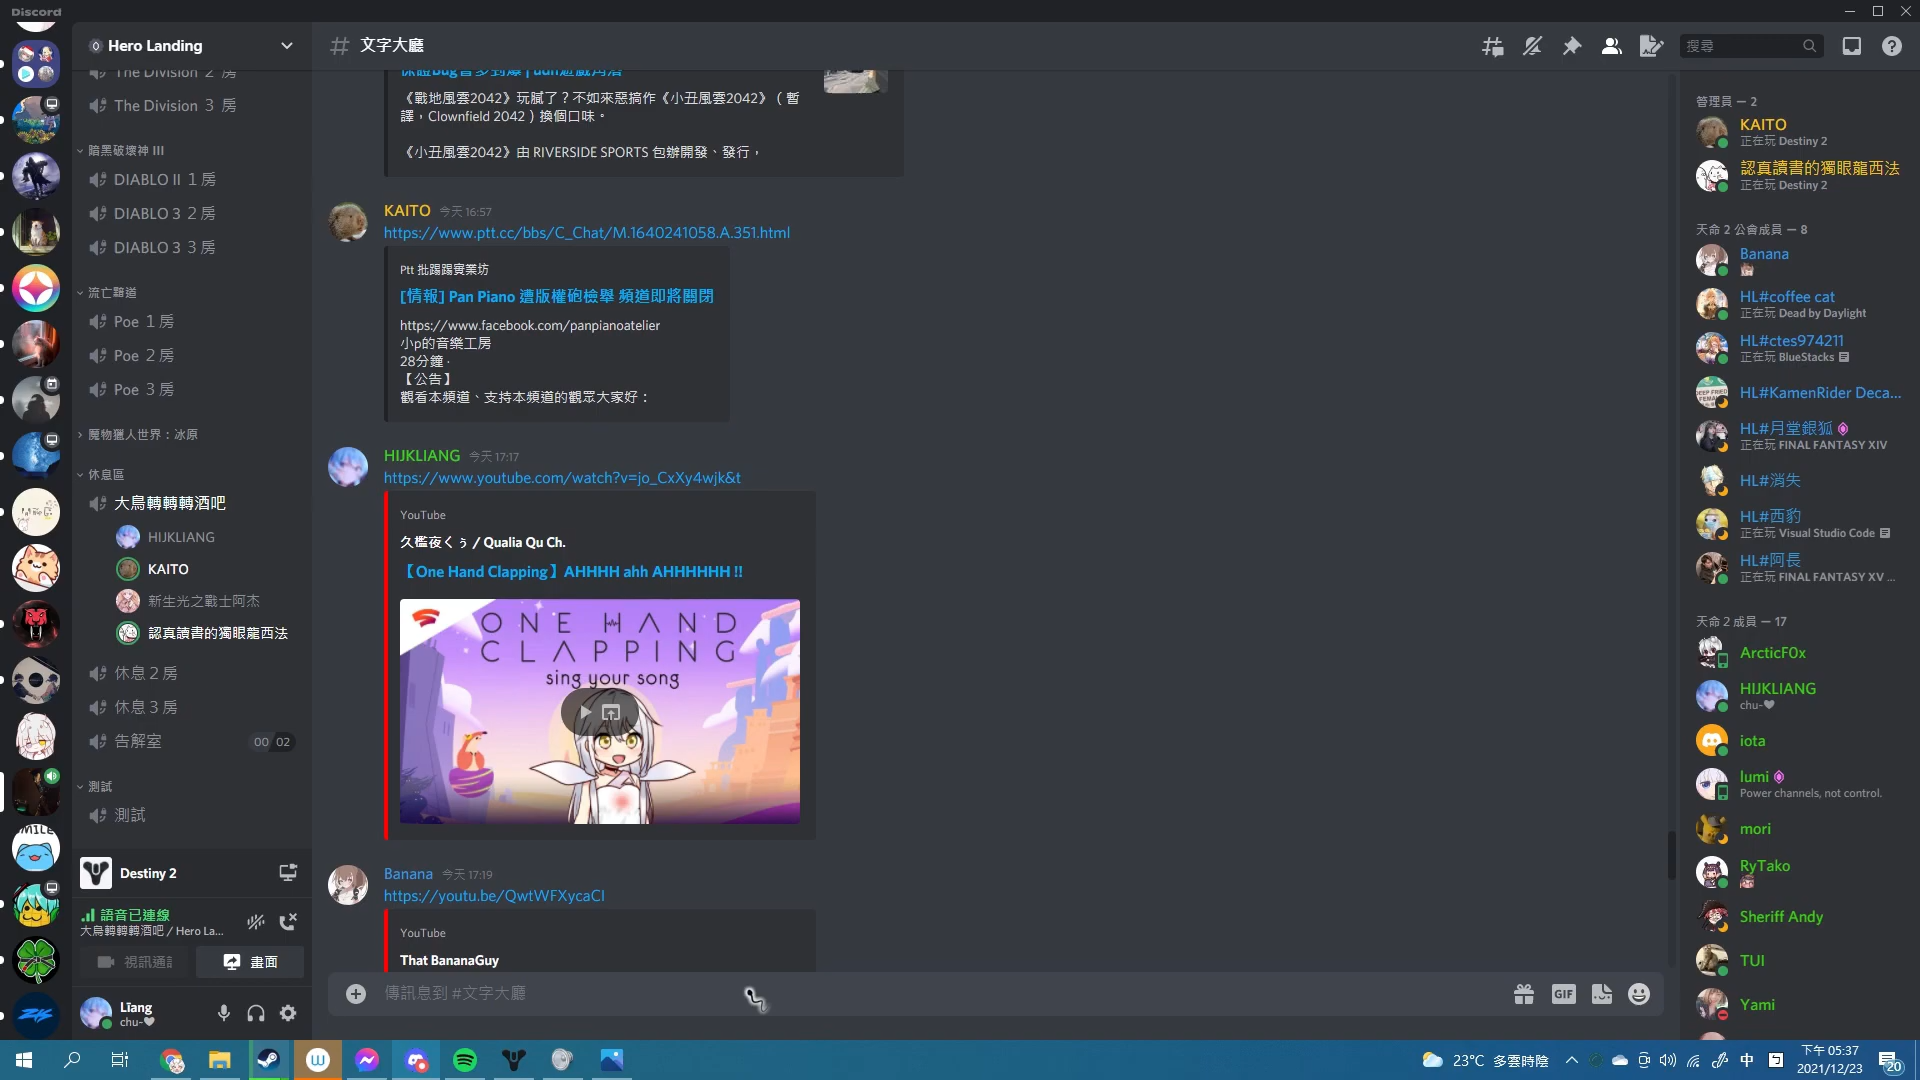 Discord
Hero Landing
The Division 2 房
The Division 3 房
暗黑破壞神 III
DIABLO II 1 房
DIABLO 3 2 房
DIABLO 3 3 房
流亡黯道
Poe 1 房
Poe 2 房
Poe 3 房
魔物獵人世界：冰原
休息區
大鳥轉轉轉酒吧
HIJKLIANG
KAITO
新生光之戰士阿杰
認真讀書的獨眼龍西法
休息 2 房
休息 3 房
告解室
00 02
測試
測試
Destiny 2
語音已連線
大鳥轉轉轉酒吧 / Hero La...
視訊通話
畫面
Līang
chu-♥
文字大廳
搜尋
《戰地風雲2042》玩膩了？不如來惡搞作《小丑風雲2042》（暫
譯，Clownfield 2042）換個口味。
《小丑風雲2042》由 RIVERSIDE SPORTS 包辦開發、發行，
KAITO 今天 16:57
https://www.ptt.cc/bbs/C_Chat/M.1640241058.A.351.html
Ptt 批踢踢實業坊
[情報] Pan Piano 遭版權砲檢舉 頻道即將關閉
https://www.facebook.com/panpianoatelier
小p的音樂工房
28分鐘 ·
【公告】
觀看本頻道、支持本頻道的觀眾大家好：
HIJKLIANG 今天 17:17
https://www.youtube.com/watch?v=jo_CxXy4wjk&t
YouTube
久檻夜くぅ / Qualia Qu Ch.
【One Hand Clapping】AHHHH ahh AHHHHHH !!
ONE HAND
CLAPPING
sing your song
Banana 今天 17:19
https://youtu.be/QwtWFXycaCI
YouTube
That BananaGuy
傳訊息到 #文字大廳
GIF
管理員 — 2
KAITO
正在玩 Destiny 2
認真讀書的獨眼龍西法
正在玩 Destiny 2
天命 2 公會成員 — 8
Banana
HL#coffee cat
正在玩 Dead by Daylight
HL#ctes974211
正在玩 BlueStacks
HL#KamenRider Deca...
HL#月堂銀狐
正在玩 FINAL FANTASY XIV
HL#消失
HL#西豹
正在玩 Visual Studio Code
HL#阿長
正在玩 FINAL FANTASY XV ...
天命 2 成員 — 17
ArcticF0x
HIJKLIANG
chu-♥
iota
lumi
Power channels, not control.
mori
RyTako
Sheriff Andy
TUI
Yami
23°C 多雲時陰
中
下午 05:37
2021/12/23
20